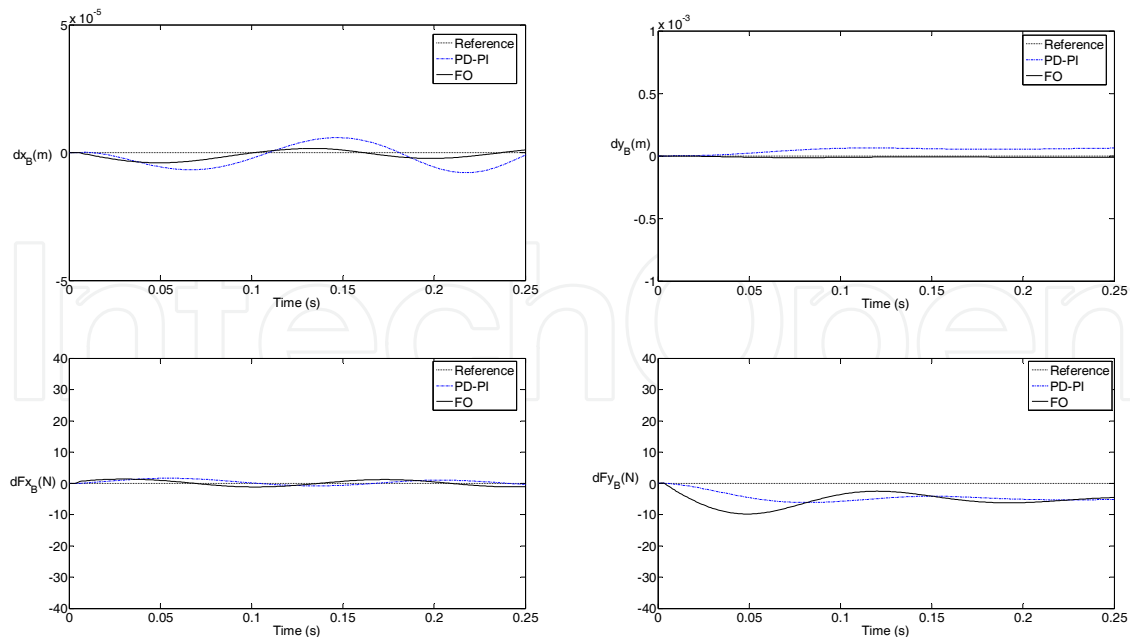 5 x 10^-5
Reference
PD-PI
FO
dx_B(m)
0
-5
0 0.05 0.1 0.15 0.2 0.25
Time (s)
1 x 10^-3
Reference
PD-PI
FO
0.5
dy_B(m)
0
-0.5
-1
0 0.05 0.1 0.15 0.2 0.25
Time (s)
40
Reference
PD-PI
FO
30
20
10
dFx_B(N)
0
-10
-20
-30
-40
0 0.05 0.1 0.15 0.2 0.25
Time (s)
40
Reference
PD-PI
FO
30
20
10
dFy_B(N)
0
-10
-20
-30
-40
0 0.05 0.1 0.15 0.2 0.25
Time (s)
IntechOpen